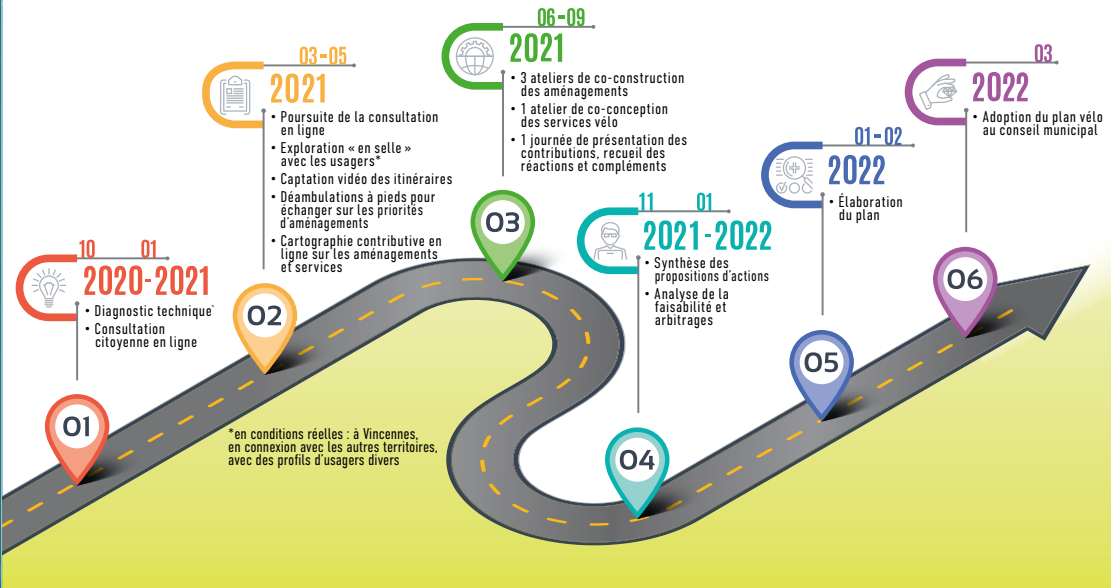 10 01
2020-2021
• Diagnostic technique`
• Consultation
citoyenne en ligne
01
03-05
2021
• Poursuite de la consultation
en ligne
• Exploration « en selle »
avec les usagers*
• Captation vidéo des itinéraires
• Déambulations à pieds pour
échanger sur les priorités
d'aménagements
• Cartographie contributive en
ligne sur les aménagements
et services
02
06-09
2021
• 3 ateliers de co-construction
des aménagements
• 1 atelier de co-conception
des services vélo
• 1 journée de présentation des
contributions, recueil des
réactions et compléments
03
11 01
2021-2022
• Synthèse des
propositions d'actions
• Analyse de la
faisabilité et
arbitrages
04
01-02
2022
• Élaboration
du plan
05
03
2022
• Adoption du plan vélo
au conseil municipal
06
*en conditions réelles : à Vincennes,
en connexion avec les autres territoires,
avec des profils d'usagers divers